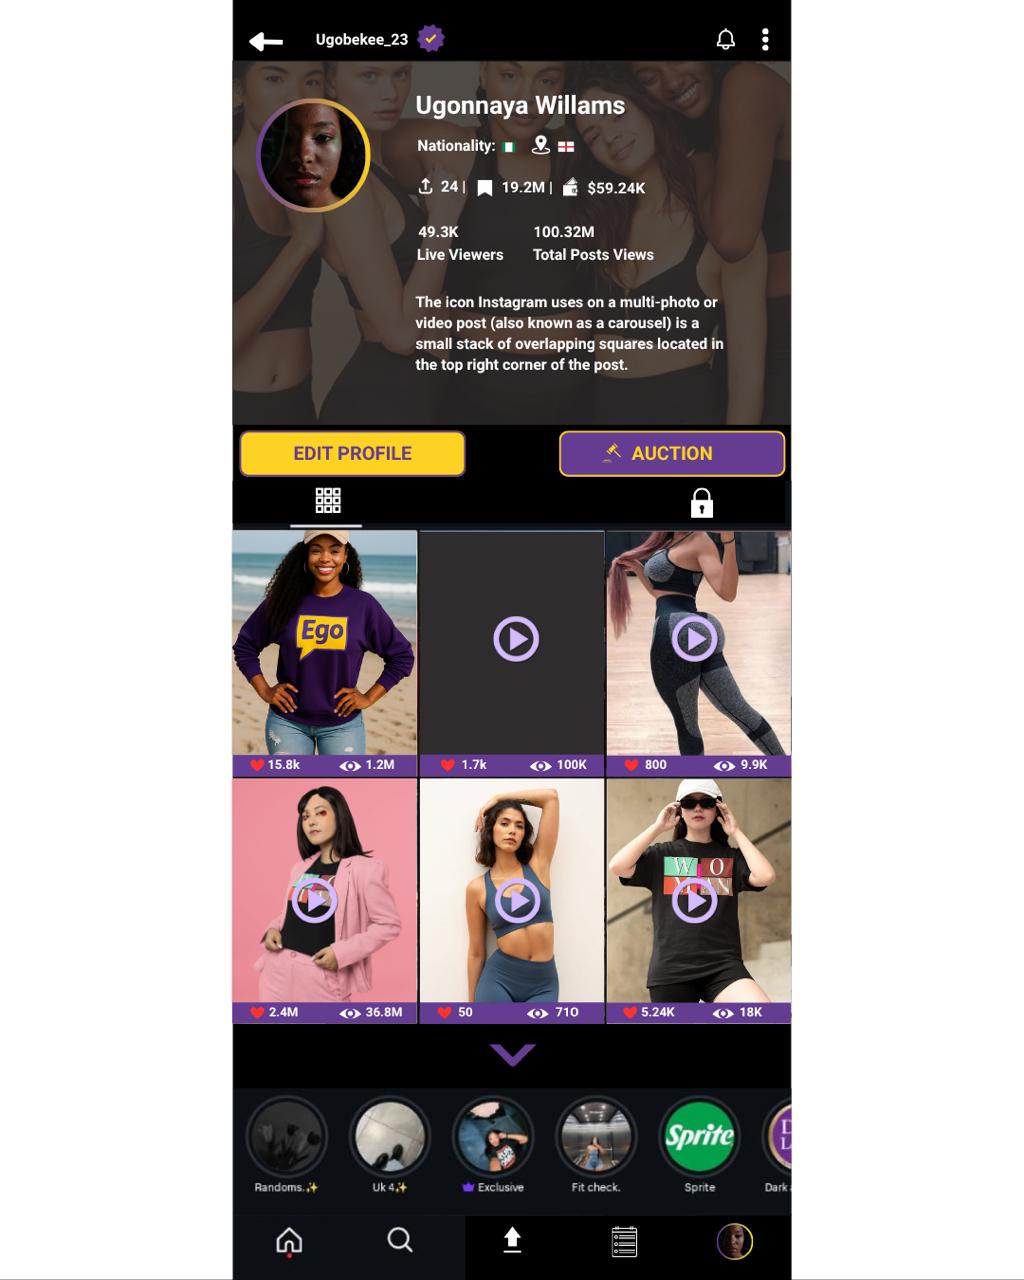 Ugobekee_23
Ugonnaya Willams
Nationality:
24 | 19.2M | $59.24K
49.3K 100.32M
Live Viewers Total Posts Views
The icon Instagram uses on a multi-photo or
video post (also known as a carousel) is a
small stack of overlapping squares located in
the top right corner of the post.
EDIT PROFILE AUCTION
Ego
15.8k 1.2M 1.7k 100K 800 9.9K
W O
2.4M 36.8M 50 710 5.24K 18K
Sprite
Randoms.✨ Uk 4✨ Exclusive Fit check. Sprite Dark